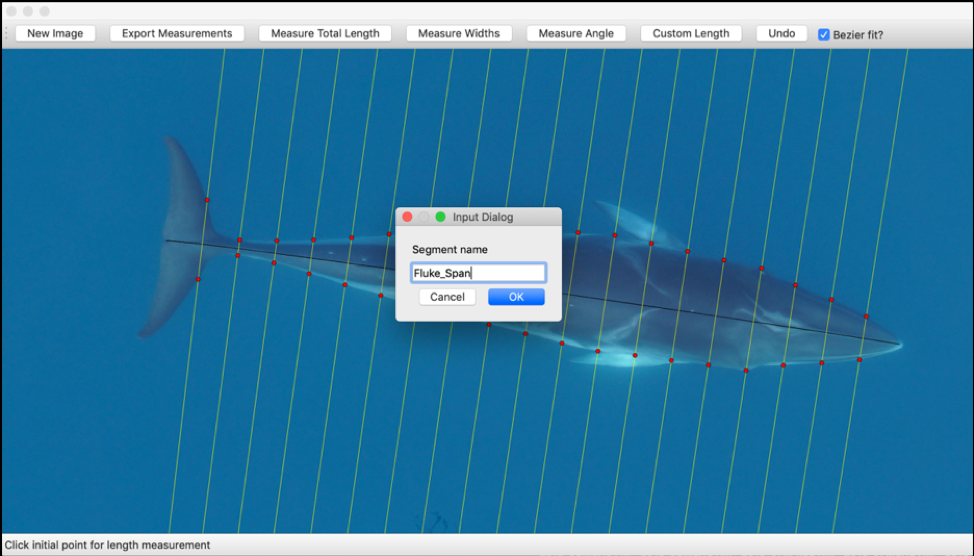 New Image Export Measurements Measure Total Length Measure Widths Measure Angle Custom Length Undo Bezier fit?
Input Dialog
Segment name
Fluke_Span
Cancel OK
Click initial point for length measurement